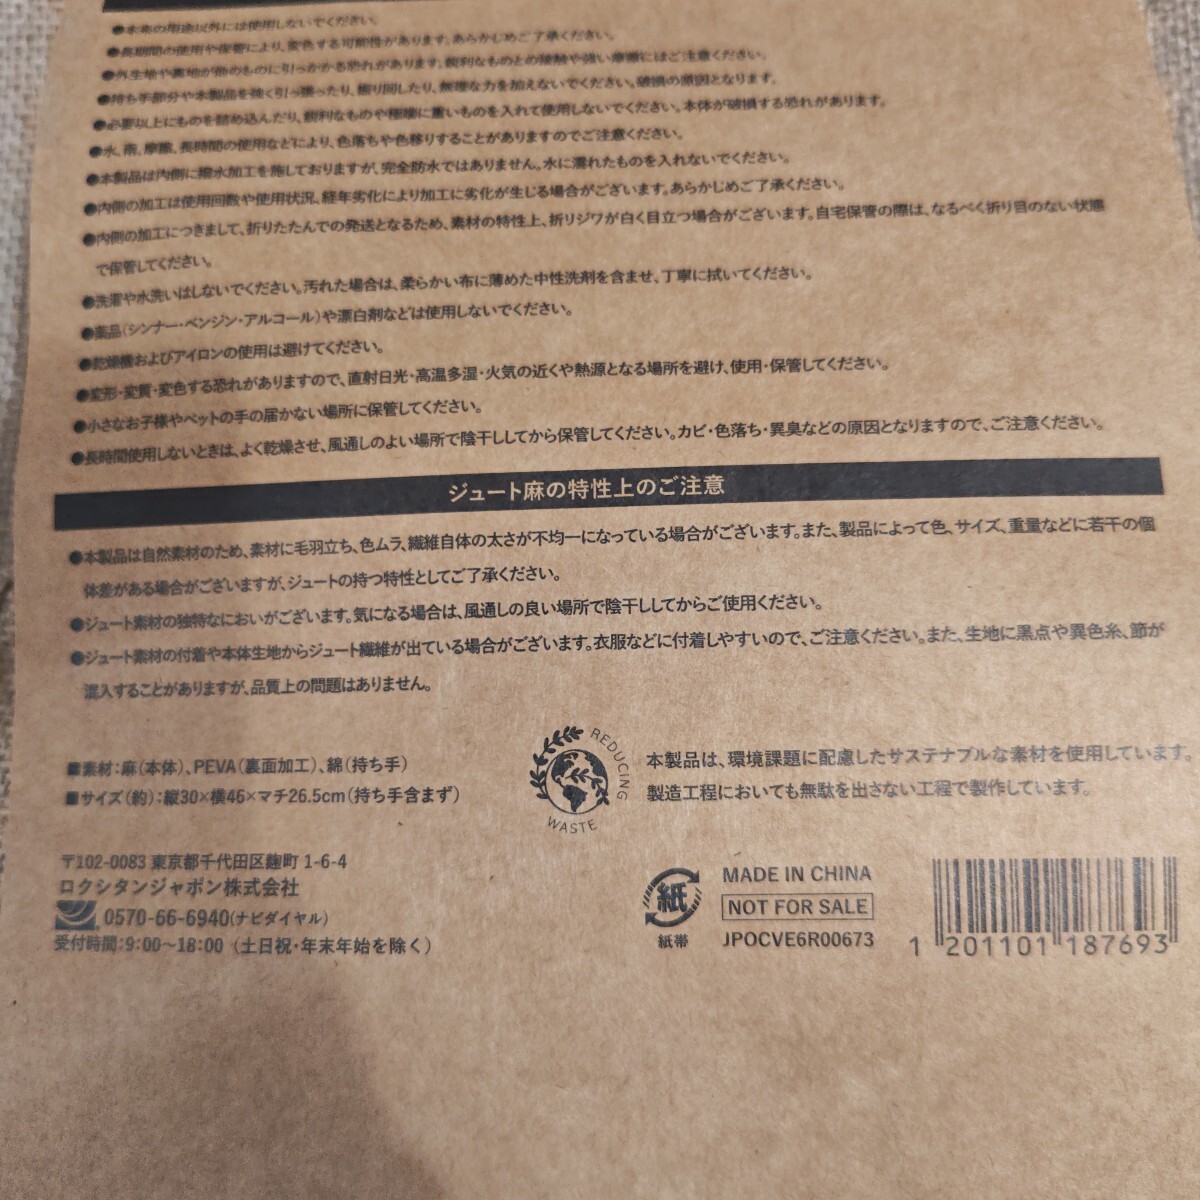 ●本来の用途以外には使用しないでください。
●長期間の使用や保管により、変色する可能性があります。あらかじめご了承ください。
●外生地や裏地が他のものに引っかかる恐れがあります。鋭利なものとの接触や強い摩擦にはご注意ください。
●持ち手部分や本製品を強く引っ張ったり、振り回したり、無理な力を加えないでください。破損の原因となります。
●必要以上にものを詰め込んだり、鋭利なものや極端に重いものを入れて使用しないでください。本体が破損する恐れがあります。
●水、雨、摩擦、長時間の使用などにより、色落ちや色移りすることがありますのでご注意ください。
●本製品は内側に撥水加工を施しておりますが、完全防水ではありません。水に濡れたものを入れないでください。
●内側の加工は使用回数や使用状況、経年劣化により加工に劣化が生じる場合がございます。あらかじめご了承ください。
●内側の加工につきまして、折りたたんでの発送となるため、素材の特性上、折りジワが白く目立つ場合がございます。自宅保管の際は、なるべく折り目のない状態
で保管してください。
●洗濯や水洗いはしないでください。汚れた場合は、柔らかい布に薄めた中性洗剤を含ませ、丁寧に拭いてください。
●薬品(シンナー・ベンジン・アルコール)や漂白剤などは使用しないでください。
●乾燥機およびアイロンの使用は避けてください。
●変形・変質・変色する恐れがありますので、直射日光・高温多湿・火気の近くや熱源となる場所を避け、使用・保管してください。
●小さなお子様やペットの手の届かない場所に保管してください。
●長時間使用しないときは、よく乾燥させ、風通しのよい場所で陰干ししてから保管してください。カビ・色落ち・異臭などの原因となりますので、ご注意ください。
ジュート麻の特性上のご注意
●本製品は自然素材のため、素材に毛羽立ち、色ムラ、繊維自体の太さが不均一になっている場合がございます。また、製品によって色、サイズ、重量などに若干の個
体差がある場合がございますが、ジュートの持つ特性としてご了承ください。
●ジュート素材の独特なにおいがございます。気になる場合は、風通しの良い場所で陰干ししてからご使用ください。
●ジュート素材の付着や本体生地からジュート繊維が出ている場合がございます。衣服などに付着しやすいので、ご注意ください。また、生地に黒点や異色糸、節が
混入することがありますが、品質上の問題はありません。
■素材:麻(本体)、PEVA(裏面加工)、綿(持ち手)
■サイズ(約):縦30×横46×マチ26.5cm(持ち手含まず)
REDUCING
WASTE
本製品は、環境課題に配慮したサステナブルな素材を使用しています。
製造工程においても無駄を出さない工程で製作しています。
〒102-0083 東京都千代田区麹町 1-6-4
ロクシタンジャポン株式会社
0570-66-6940(ナビダイヤル)
受付時間:9:00~18:00 (土日祝・年末年始を除く)
紙
紙帯
MADE IN CHINA
NOT FOR SALE
JPOCVE6R00673
1 201101 187693